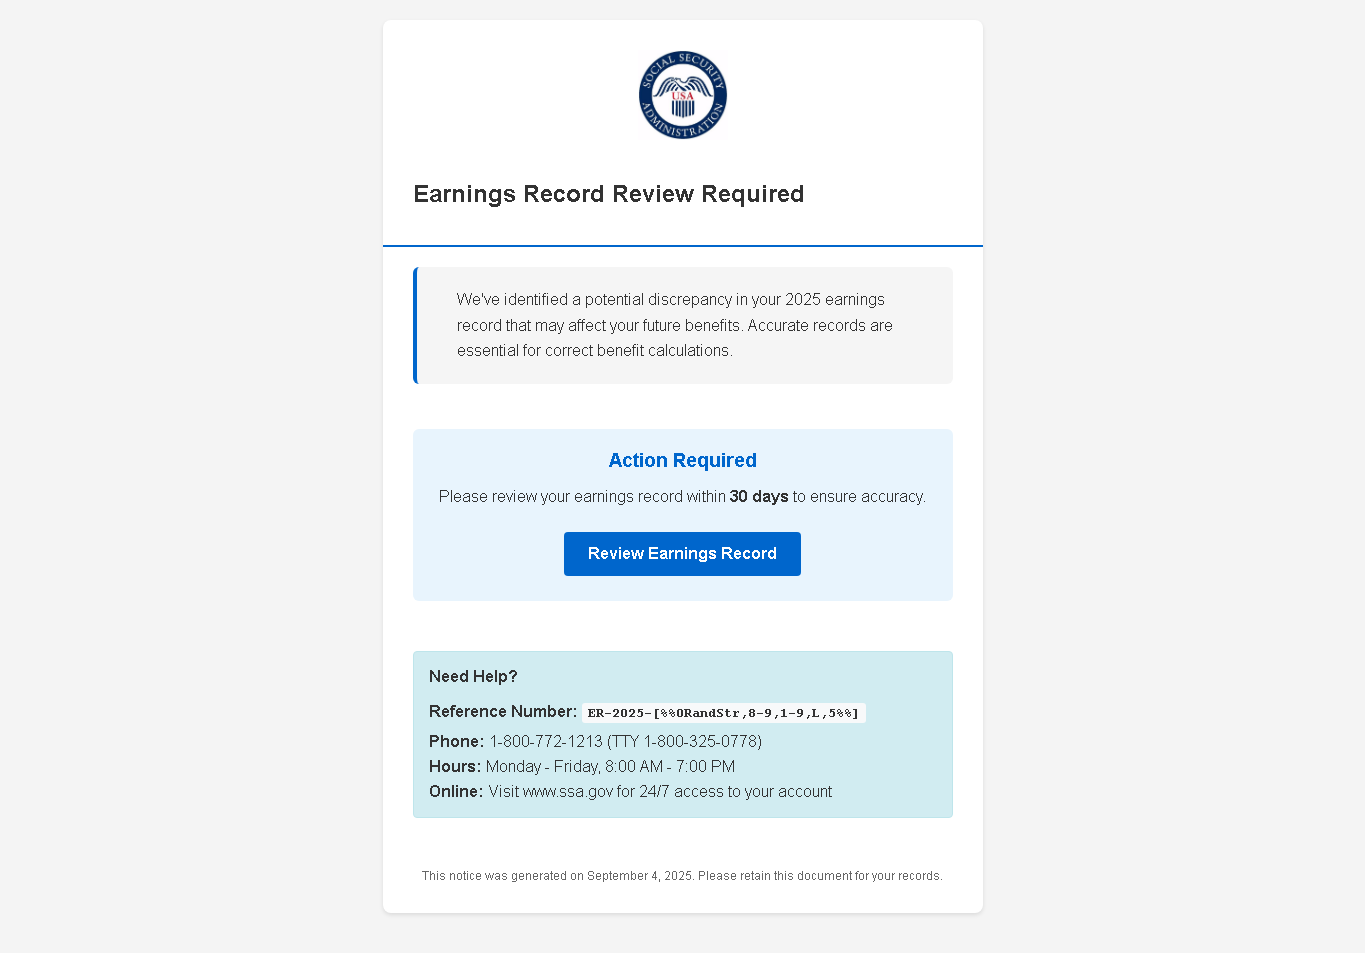 SOCIAL SECURITY
USA
ADMINISTRATION
Earnings Record Review Required
We've identified a potential discrepancy in your 2025 earnings
record that may affect your future benefits. Accurate records are
essential for correct benefit calculations.
Action Required
Please review your earnings record within 30 days to ensure accuracy.
Review Earnings Record
Need Help?
Reference Number: ER-2025-[%%ORandStr,8-9,1-9,L,5%%]
Phone: 1-800-772-1213 (TTY 1-800-325-0778)
Hours: Monday - Friday, 8:00 AM - 7:00 PM
Online: Visit www.ssa.gov for 24/7 access to your account
This notice was generated on September 4, 2025. Please retain this document for your records.